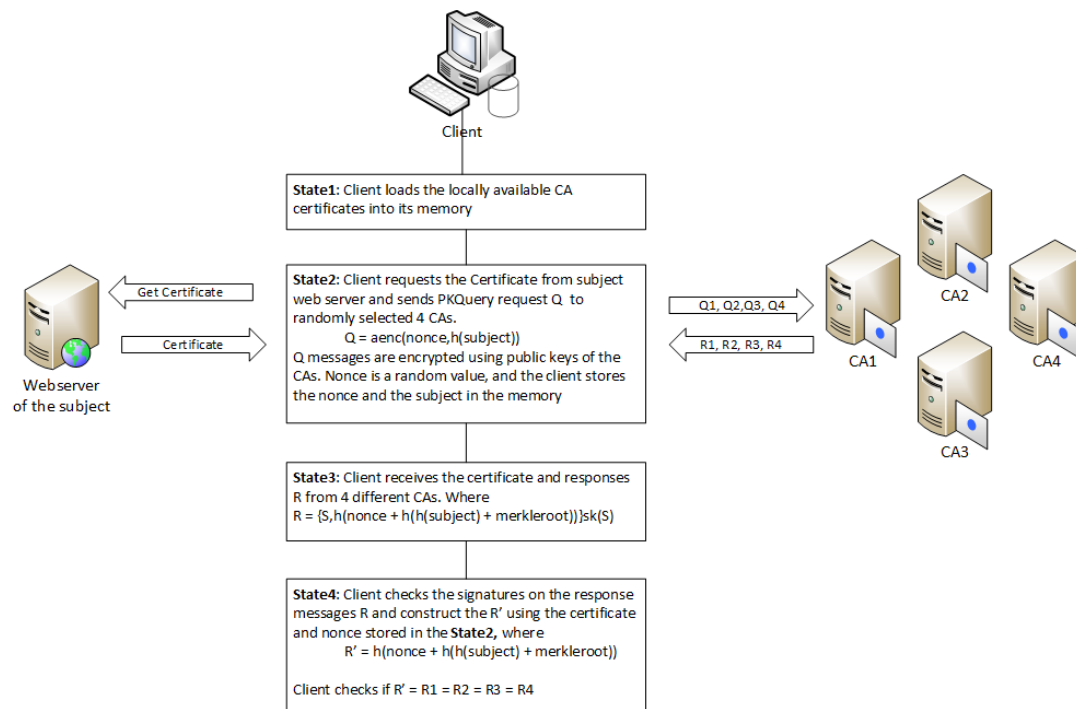 Client
State1: Client loads the locally available CA
certificates into its memory
State2: Client requests the Certificate from subject
web server and sends PKQuery request Q to
randomly selected 4 CAs.
Q = aenc(nonce,h(subject))
Q messages are encrypted using public keys of the
CAs. Nonce is a random value, and the client stores
the nonce and the subject in the memory
Get Certificate
Certificate
Webserver
of the subject
Q1, Q2,Q3, Q4
R1, R2, R3, R4
CA1
CA2
CA4
CA3
State3: Client receives the certificate and responses
R from 4 different CAs. Where
R = {S,h(nonce + h(h(subject) + merkleroot))}sk(S)
State4: Client checks the signatures on the response
messages R and construct the R’ using the certificate
and nonce stored in the State2, where
R’ = h(nonce + h(h(subject) + merkleroot))
Client checks if R’ = R1 = R2 = R3 = R4